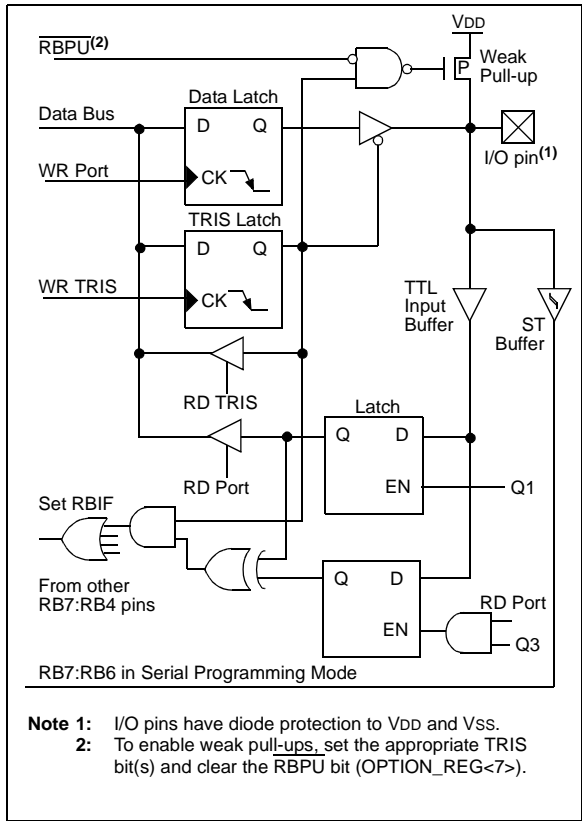 VDD
RBPU(2)
Weak
Pull-up
P
Data Latch
Data Bus
D Q
I/O pin(1)
WR Port
CK
TRIS Latch
D Q
WR TRIS
CK
TTL
Input
Buffer
ST
Buffer
RD TRIS
Latch
Q D
RD Port
EN
Q1
Set RBIF
From other
RB7:RB4 pins
Q D
RD Port
EN
Q3
RB7:RB6 in Serial Programming Mode
Note 1: I/O pins have diode protection to VDD and VSS.
2: To enable weak pull-ups, set the appropriate TRIS
bit(s) and clear the RBPU bit (OPTION_REG<7>).